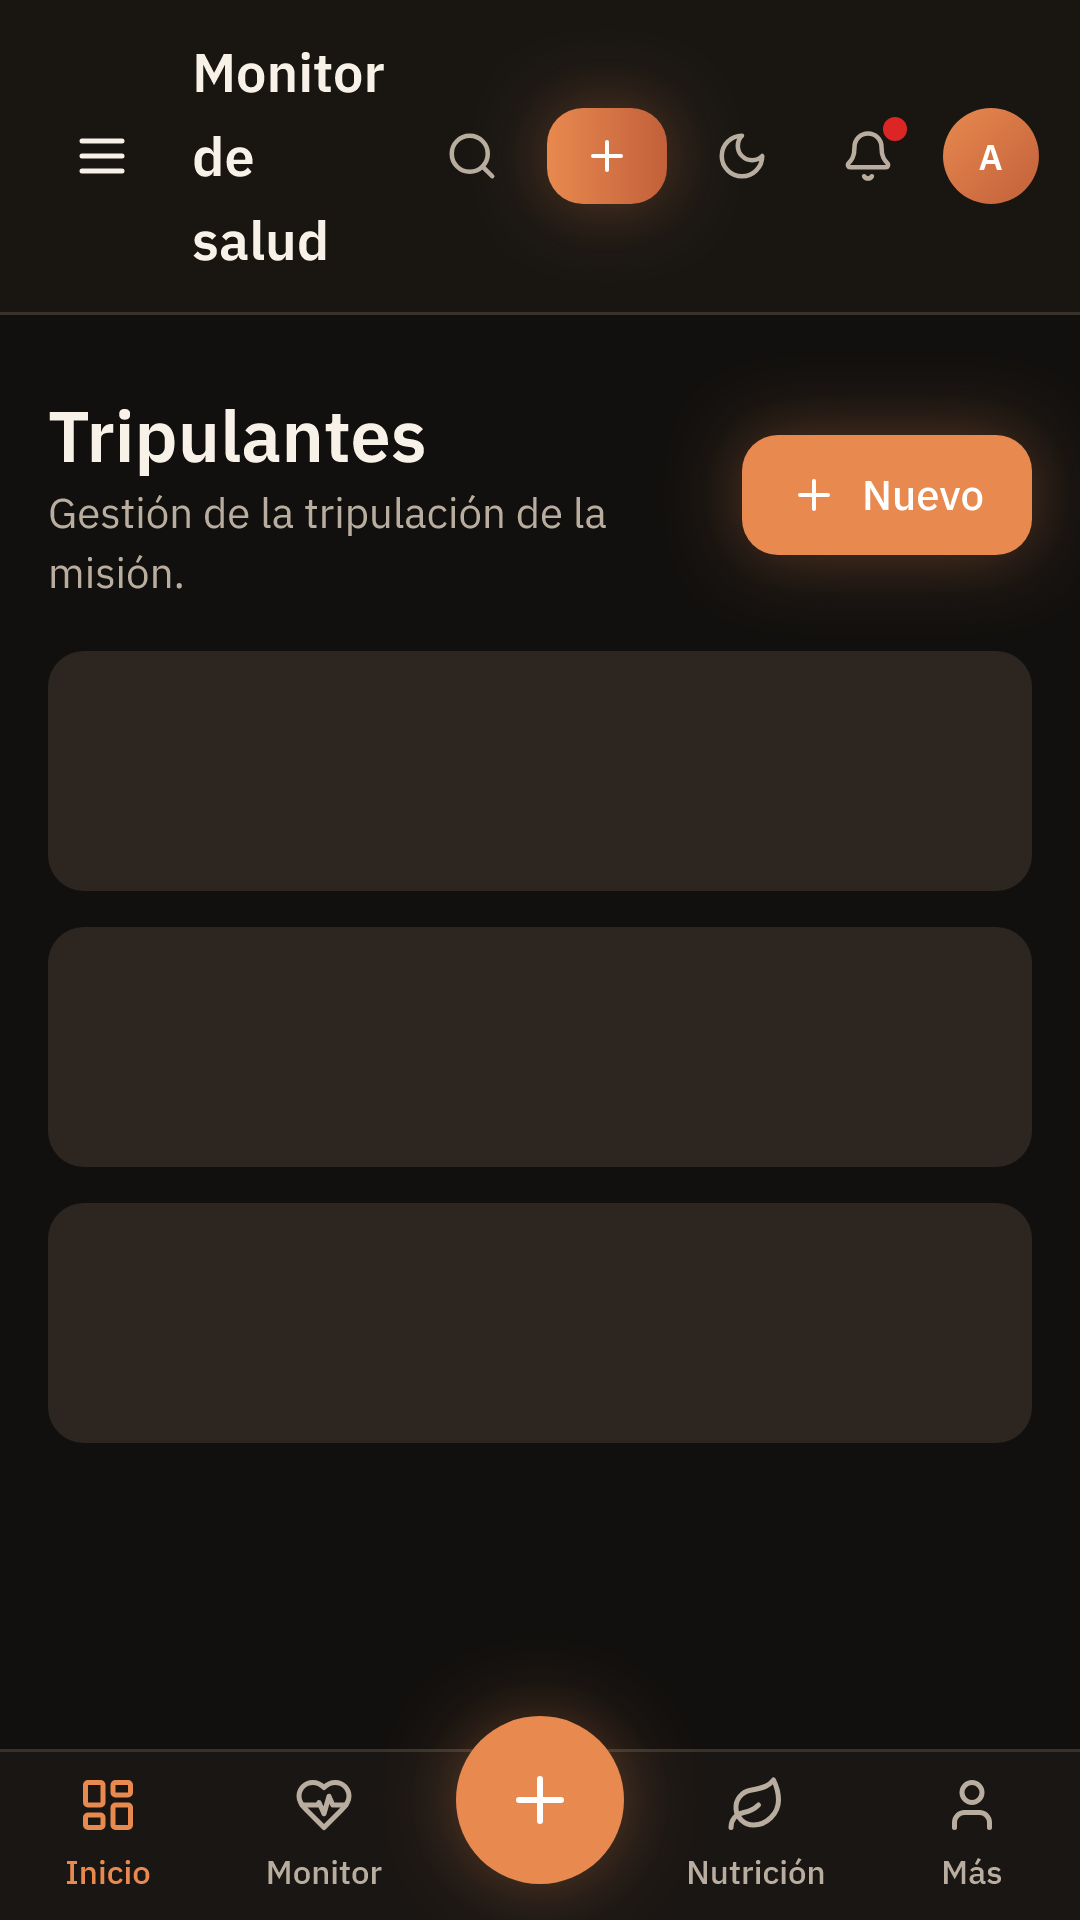 Monitor
de
salud
A
Tripulantes
Gestión de la tripulación de la
misión.
Nuevo
Inicio
Monitor
Nutrición
Más